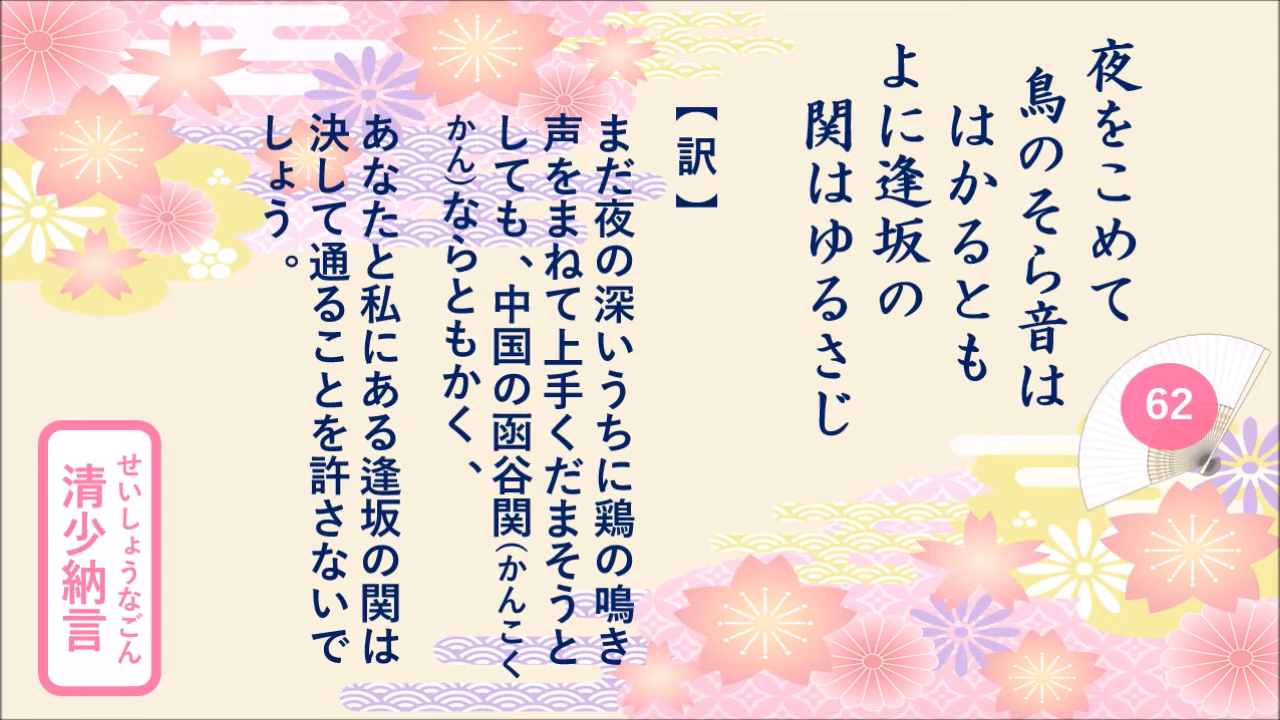 夜をこめて
鳥のそら音は
はかるとも
よに逢坂の
関はゆるさじ
62
【訳】
まだ夜の深いうちに鶏の鳴き
声をまねて上手くだまそうと
しても、中国の函谷関(かんこく
かん)ならともかく、
あなたと私にある逢坂の関は
決して通ることを許さないで
しょう。
せいしょうなごん
清少納言